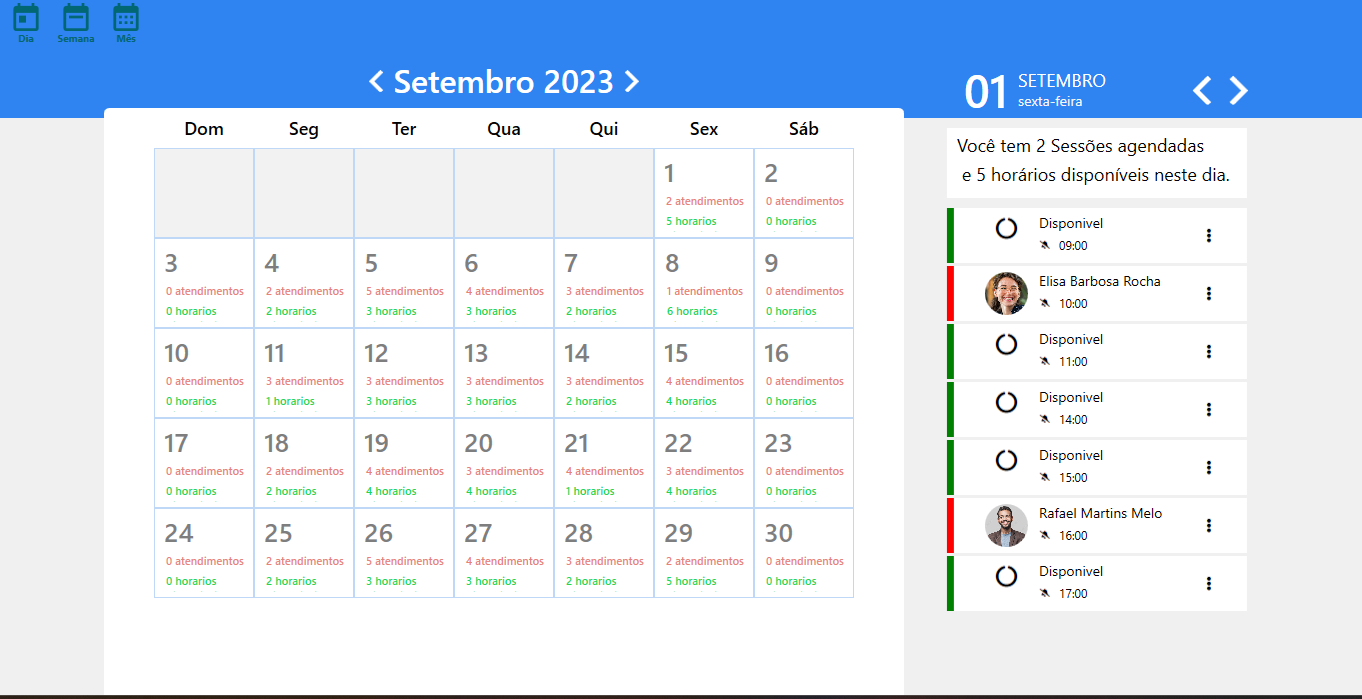 Dia Semana Mês
Setembro 2023
Dom Seg Ter Qua Qui Sex Sáb
1 2
2 atendimentos 0 atendimentos
5 horarios 0 horarios
3 4 5 6 7 8 9
0 atendimentos 2 atendimentos 5 atendimentos 4 atendimentos 3 atendimentos 1 atendimentos 0 atendimentos
0 horarios 2 horarios 3 horarios 3 horarios 2 horarios 6 horarios 0 horarios
10 11 12 13 14 15 16
0 atendimentos 3 atendimentos 3 atendimentos 3 atendimentos 3 atendimentos 4 atendimentos 0 atendimentos
0 horarios 1 horarios 3 horarios 3 horarios 2 horarios 4 horarios 0 horarios
17 18 19 20 21 22 23
0 atendimentos 2 atendimentos 4 atendimentos 3 atendimentos 4 atendimentos 3 atendimentos 0 atendimentos
0 horarios 2 horarios 4 horarios 4 horarios 1 horarios 4 horarios 0 horarios
24 25 26 27 28 29 30
0 atendimentos 2 atendimentos 5 atendimentos 4 atendimentos 3 atendimentos 2 atendimentos 0 atendimentos
0 horarios 2 horarios 3 horarios 3 horarios 2 horarios 5 horarios 0 horarios
01 SETEMBRO
sexta-feira
Você tem 2 Sessões agendadas
e 5 horários disponíveis neste dia.
Disponivel
09:00
Elisa Barbosa Rocha
10:00
Disponivel
11:00
Disponivel
14:00
Disponivel
15:00
Rafael Martins Melo
16:00
Disponivel
17:00